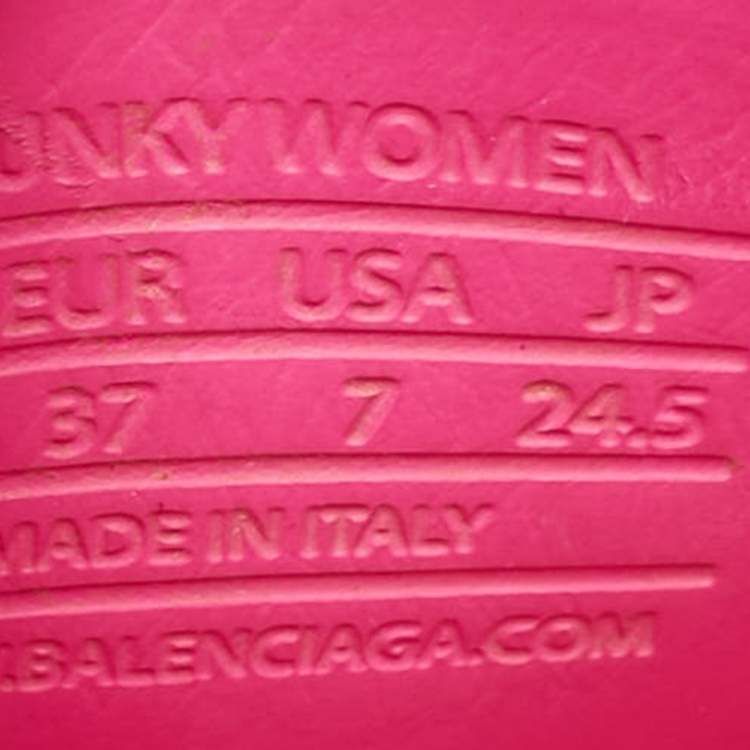 UNKY WOMEN
EUR USA JP
37 7 24.5
MADE IN ITALY
.BALENCIAGA.COM